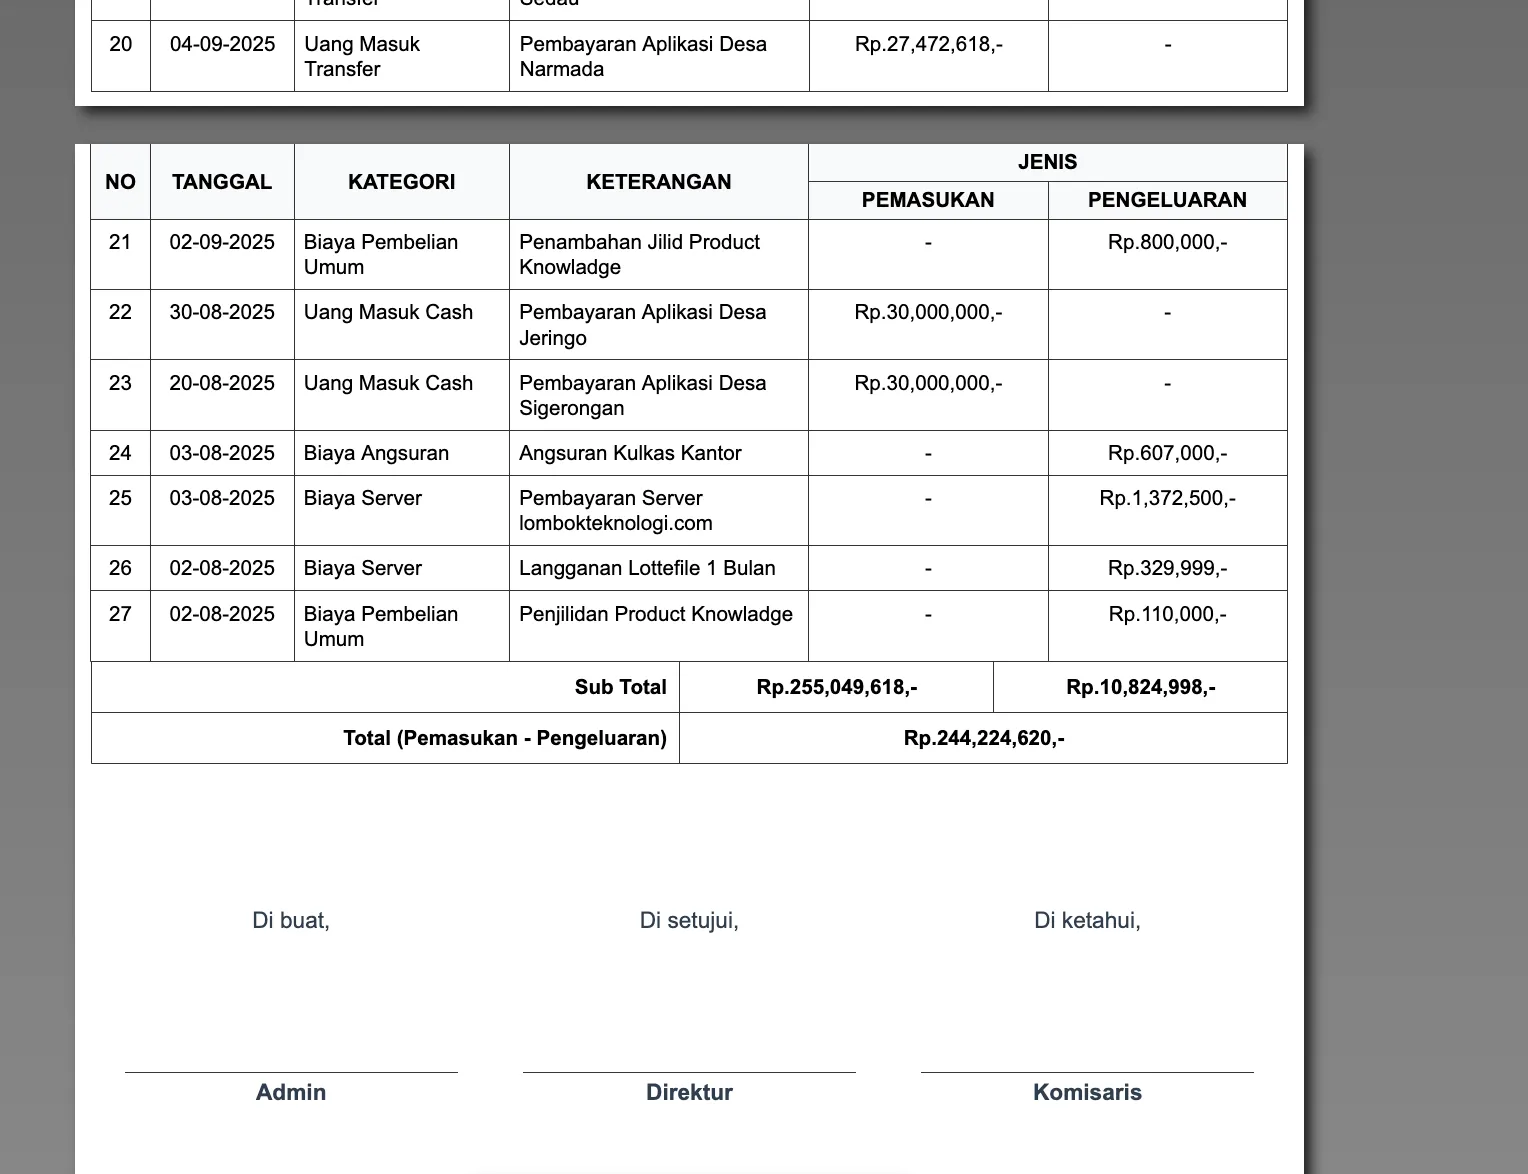 Transfer
Sedau
20 04-09-2025 Uang Masuk Pembayaran Aplikasi Desa Rp.27,472,618,- -
Transfer Narmada
NO TANGGAL KATEGORI KETERANGAN JENIS
PEMASUKAN PENGELUARAN
21 02-09-2025 Biaya Pembelian Penambahan Jilid Product - Rp.800,000,-
Umum Knowladge
22 30-08-2025 Uang Masuk Cash Pembayaran Aplikasi Desa Rp.30,000,000,- -
Jeringo
23 20-08-2025 Uang Masuk Cash Pembayaran Aplikasi Desa Rp.30,000,000,- -
Sigerongan
24 03-08-2025 Biaya Angsuran Angsuran Kulkas Kantor - Rp.607,000,-
25 03-08-2025 Biaya Server Pembayaran Server - Rp.1,372,500,-
lombokteknologi.com
26 02-08-2025 Biaya Server Langganan Lottefile 1 Bulan - Rp.329,999,-
27 02-08-2025 Biaya Pembelian Penjilidan Product Knowladge - Rp.110,000,-
Umum
Sub Total Rp.255,049,618,- Rp.10,824,998,-
Total (Pemasukan - Pengeluaran) Rp.244,224,620,-
Di buat, Di setujui, Di ketahui,
Admin Direktur Komisaris